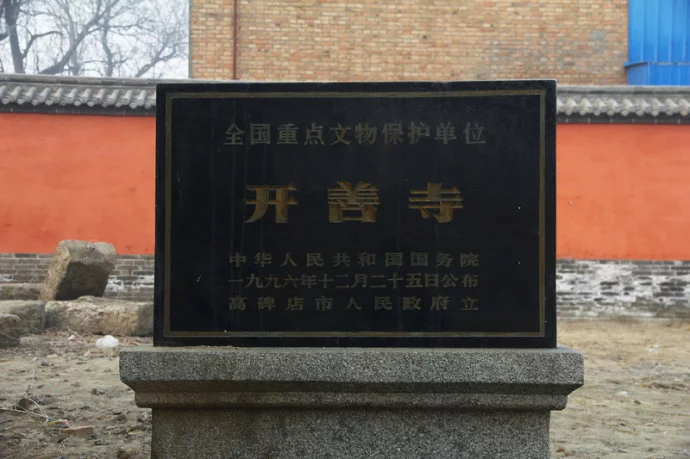 全国重点文物保护单位
开善寺
中华人民共和国国务院
一九九六年十二月二十五日公布
高碑店市人民政府立